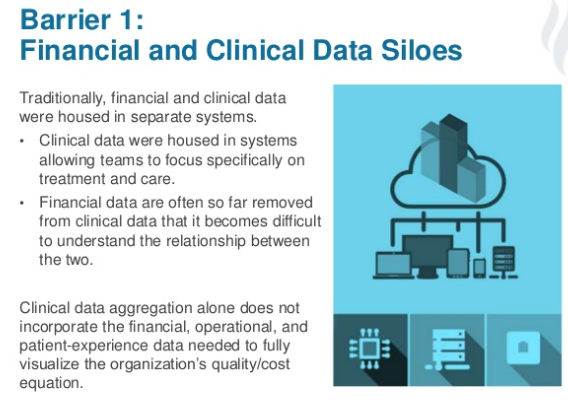 Barrier 1:
Financial and Clinical Data Siloes
Traditionally, financial and clinical data
were housed in separate systems.
• Clinical data were housed in systems
allowing teams to focus specifically on
treatment and care.
• Financial data are often so far removed
from clinical data that it becomes difficult
to understand the relationship between
the two.
Clinical data aggregation alone does not
incorporate the financial, operational, and
patient-experience data needed to fully
visualize the organization's quality/cost
equation.